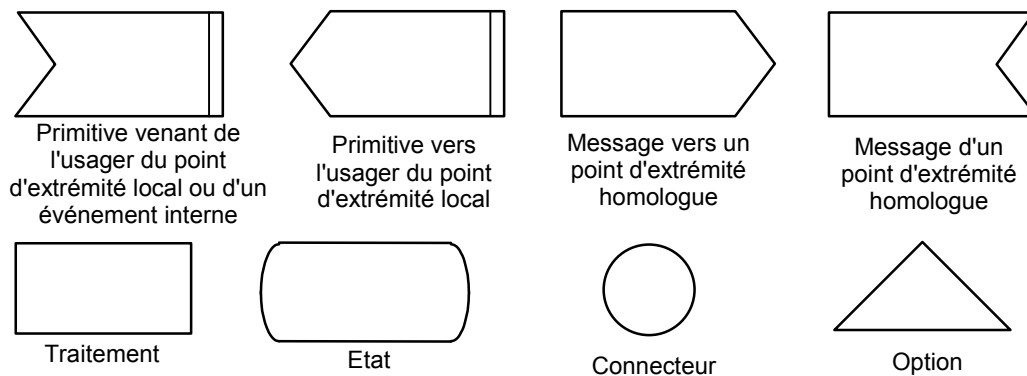 Primitive venant de
l'usager du point
d'extrémité local ou d'un
événement interne
Primitive vers
l'usager du point
d'extrémité local
Message vers un
point d'extrémité
homologue
Message d'un
point d'extrémité
homologue
Traitement
Etat
Connecteur
Option